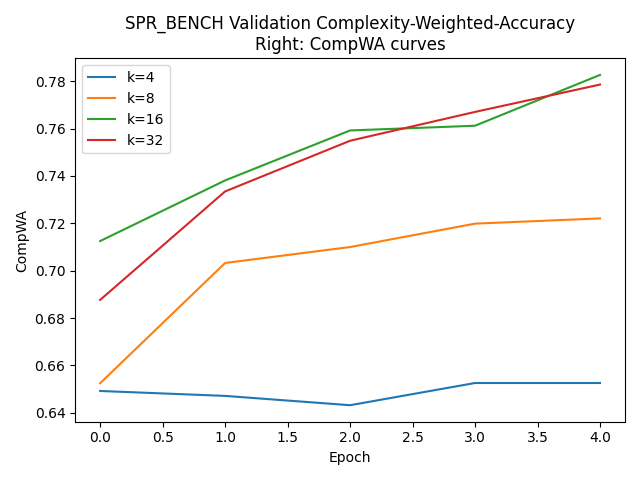 SPR_BENCH Validation Complexity-Weighted-Accuracy
Right: CompWA curves
k=4
k=8
k=16
k=32
CompWA
0.78
0.76
0.74
0.72
0.70
0.68
0.66
0.64
0.0 0.5 1.0 1.5 2.0 2.5 3.0 3.5 4.0
Epoch